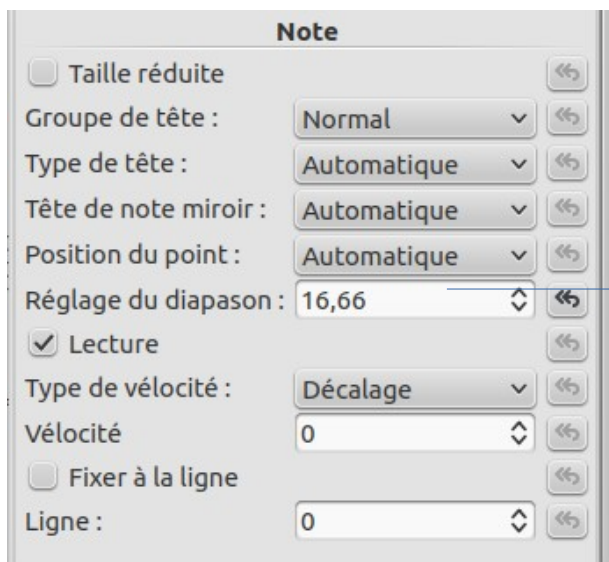 Note
Taille réduite
Groupe de tête : Normal
Type de tête : Automatique
Tête de note miroir : Automatique
Position du point : Automatique
Réglage du diapason : 16,66
Lecture
Type de vélocité : Décalage
Vélocité 0
Fixer à la ligne
Ligne : 0